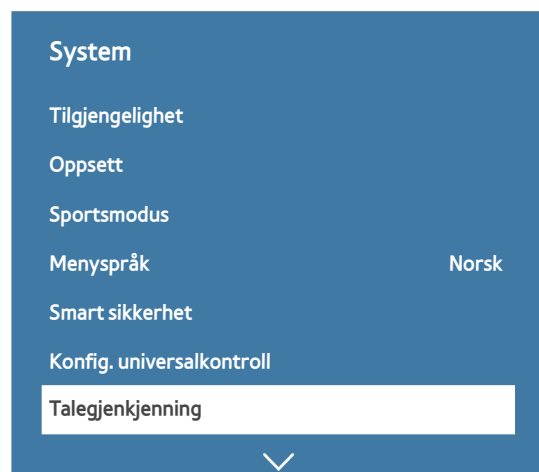 System
Tilgjengelighet
Oppsett
Sportsmodus
Menyspråk Norsk
Smart sikkerhet
Konfig. universalkontroll
Talegjenkjenning